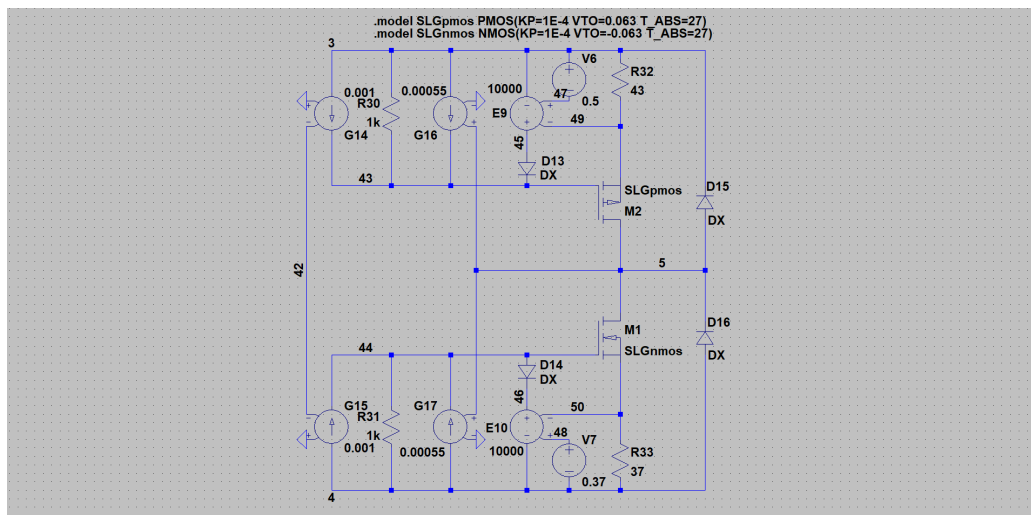 .model SLGpmos PMOS(KP=1E-4 VTO=0.063 T_ABS=27)
.model SLGnmos NMOS(KP=1E-4 VTO=-0.063 T_ABS=27)
3
V6
R32
43
0.001
0.00055
10000
47
0.5
R30
1k
G14
G16
E9
49
45
D13
DX
43
SLGpmos
M2
D15
DX
42
5
M1
SLGnmos
D16
DX
44
D14
DX
46
50
G15
R31
1k
0.001
G17
0.00055
E10
10000
48
V7
0.37
R33
37
4
+
-
+
-
+
-
+
-
+
-
+
-
+
-
+
-
+
-
+
-